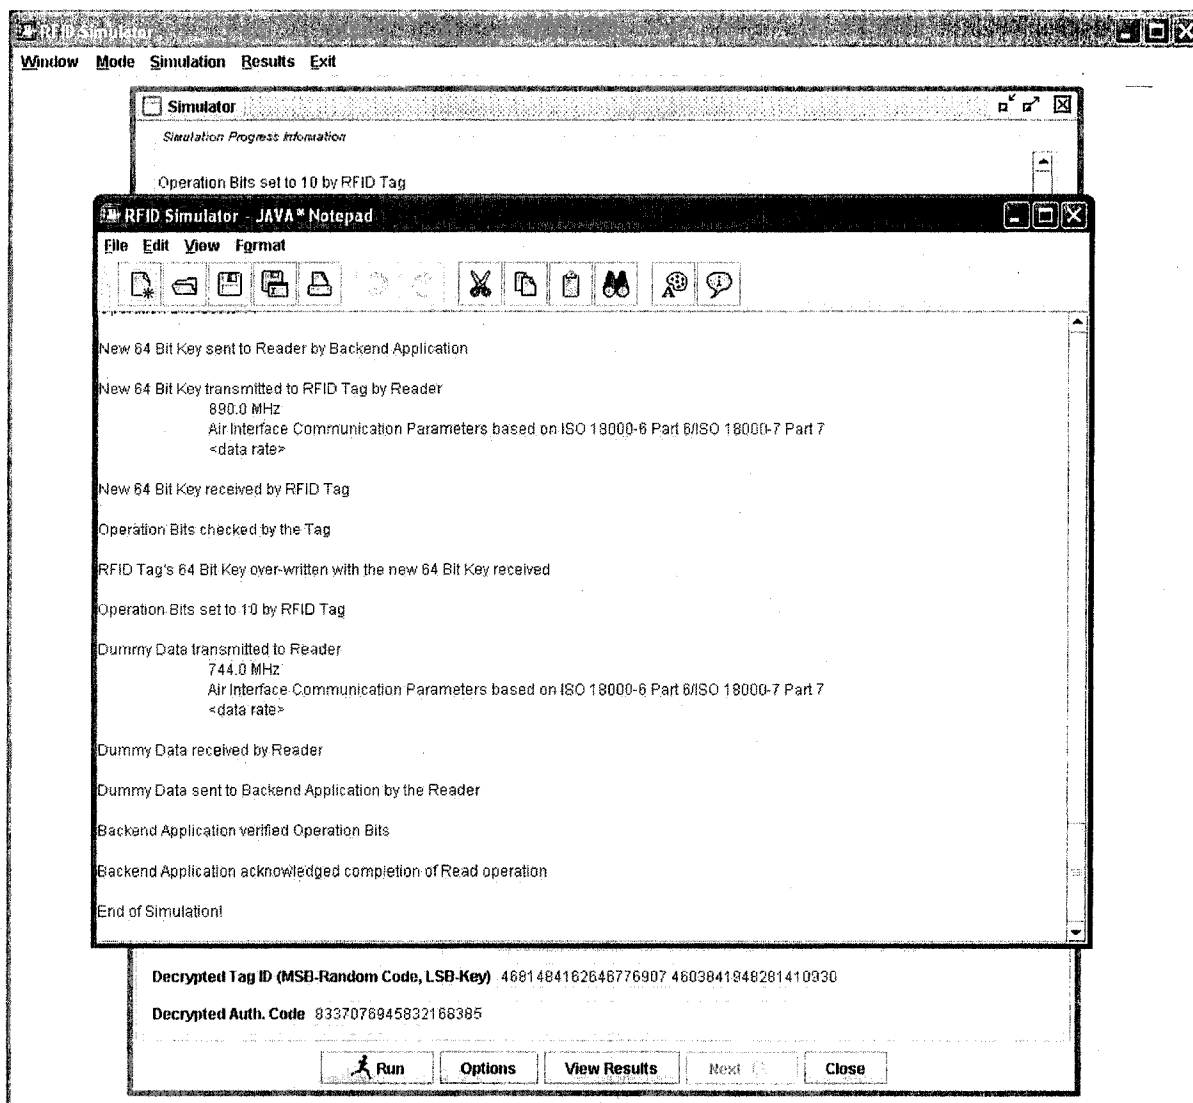 RFID Simulator
Window Mode Simulation Results Exit
Simulator
Simulation Progress Information
Operation Bits set to 10 by RFID Tag
RFID Simulator - JAVA* Notepad
File Edit View Format
New 64 Bit Key sent to Reader by Backend Application
New 64 Bit Key transmitted to RFID Tag by Reader
890.0 MHz
Air Interface Communication Parameters based on ISO 18000-6 Part 6/ISO 18000-7 Part 7
<data rate>
New 64 Bit Key received by RFID Tag
Operation Bits checked by the Tag
RFID Tag's 64 Bit Key over-written with the new 64 Bit Key received
Operation Bits set to 10 by RFID Tag
Dummy Data transmitted to Reader
744.0 MHz
Air Interface Communication Parameters based on ISO 18000-6 Part 6/ISO 18000-7 Part 7
<data rate>
Dummy Data received by Reader
Dummy Data sent to Backend Application by the Reader
Backend Application verified Operation Bits
Backend Application acknowledged completion of Read operation
End of Simulation!
Decrypted Tag ID (MSB-Random Code, LSB-Key) 4681484162646776907 4603841948281410930
Decrypted Auth. Code 8337076945832168385
Run Options View Results Next Close